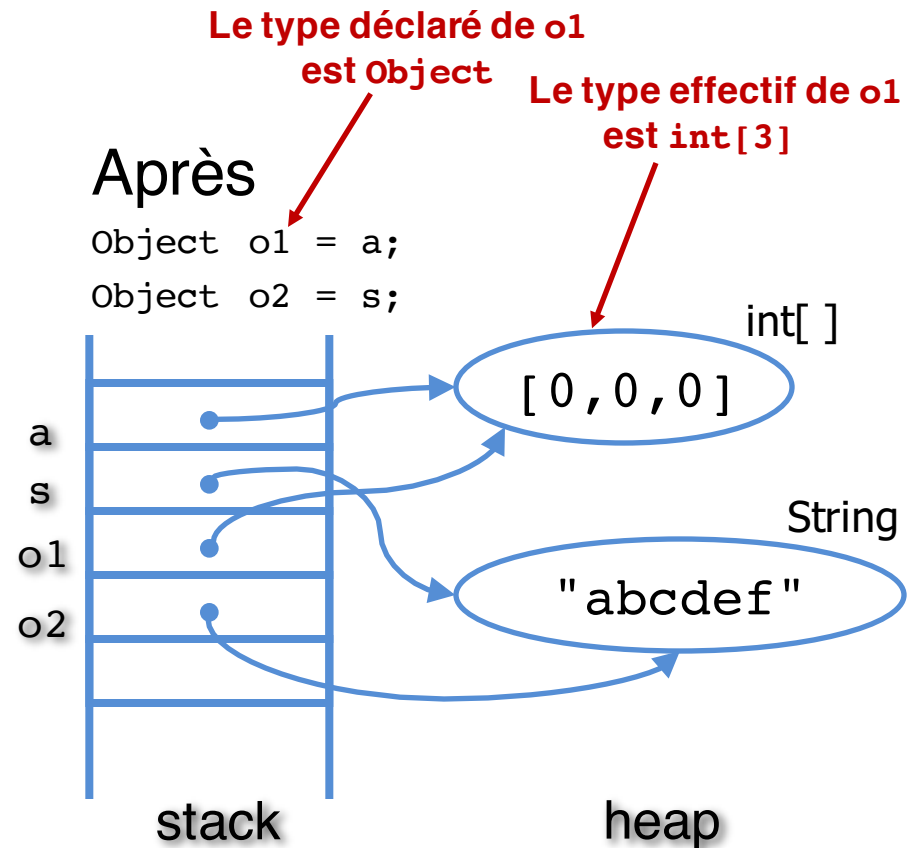 Le type déclaré de o1
est Object
Le type effectif de o1
est int[3]
Après
Object o1 = a;
Object o2 = s;
int[ ]
[0,0,0]
a
s
String
o1
"abcdef"
o2
stack
heap